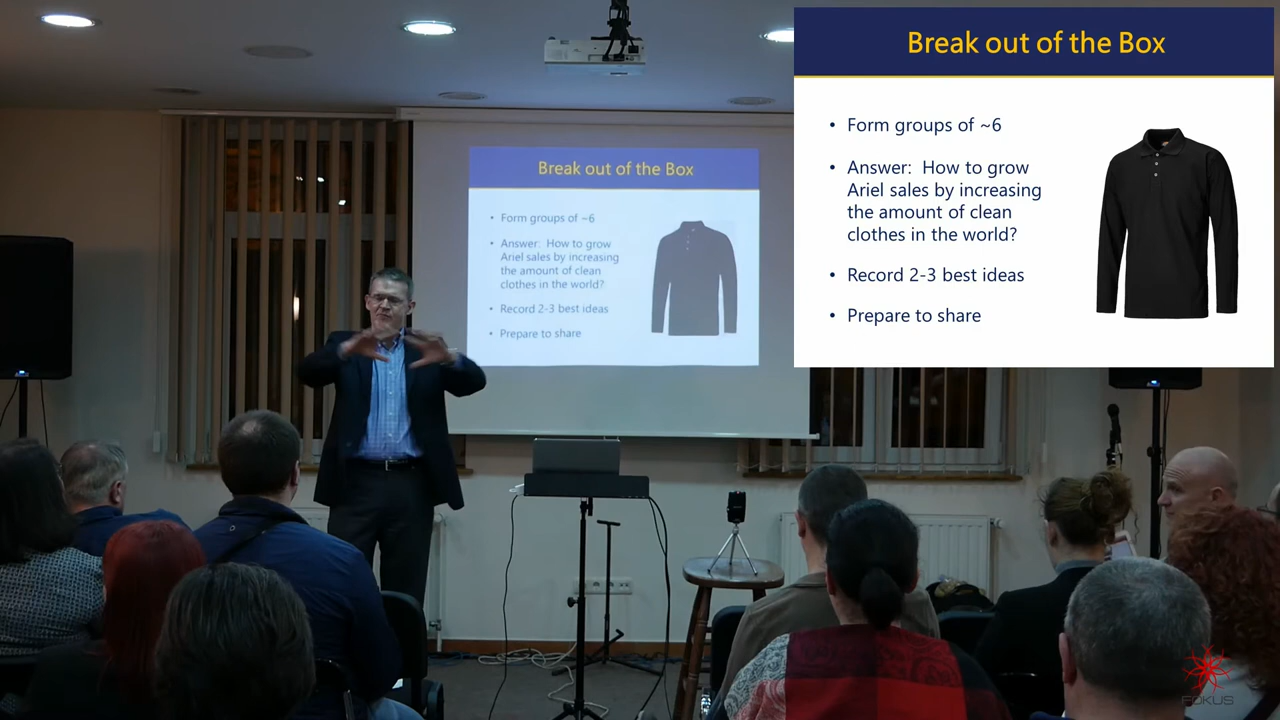 Break out of the Box
• Form groups of ~6
• Answer: How to grow
Ariel sales by increasing
the amount of clean
clothes in the world?
• Record 2-3 best ideas
• Prepare to share
Break out of the Box
• Form groups of ~6
• Answer: How to grow
Ariel sales by increasing
the amount of clean
clothes in the world?
• Record 2-3 best ideas
• Prepare to share
FOKUS